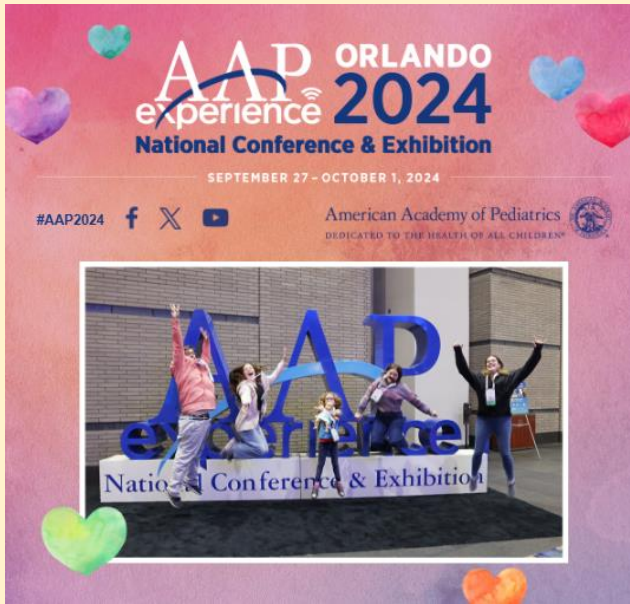 AAP ORLANDO
experience 2024
National Conference & Exhibition
SEPTEMBER 27 – OCTOBER 1, 2024
#AAP2024
American Academy of Pediatrics
DEDICATED TO THE HEALTH OF ALL CHILDREN®
AAP
experience
National Conference & Exhibition